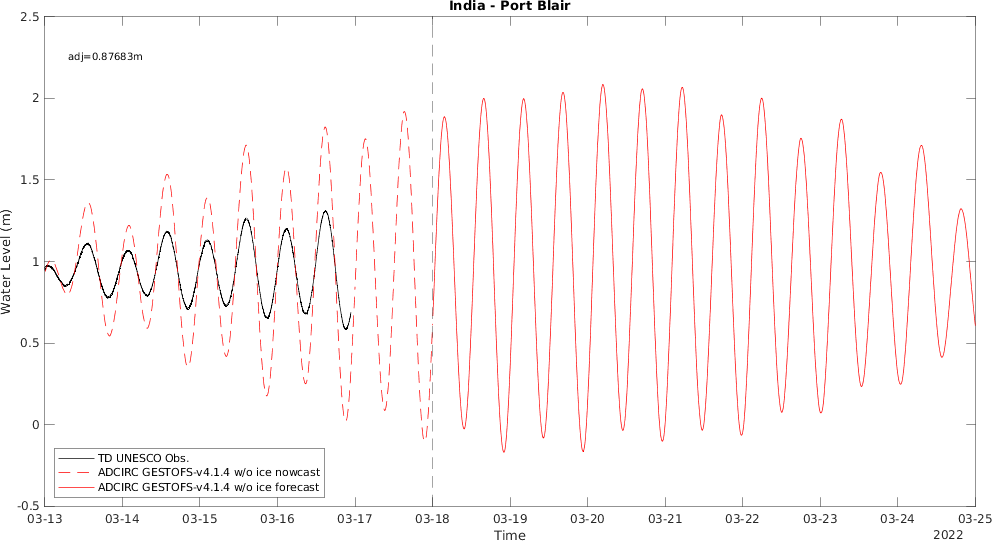 India - Port Blair
adj=0.87683m
Water Level (m)
2.5
2
1.5
1
0.5
0
-0.5
TD UNESCO Obs.
ADCIRC GESTOFS-v4.1.4 w/o ice nowcast
ADCIRC GESTOFS-v4.1.4 w/o ice forecast
03-13 03-14 03-15 03-16 03-17 03-18 03-19 03-20 03-21 03-22 03-23 03-24 03-25
Time
2022